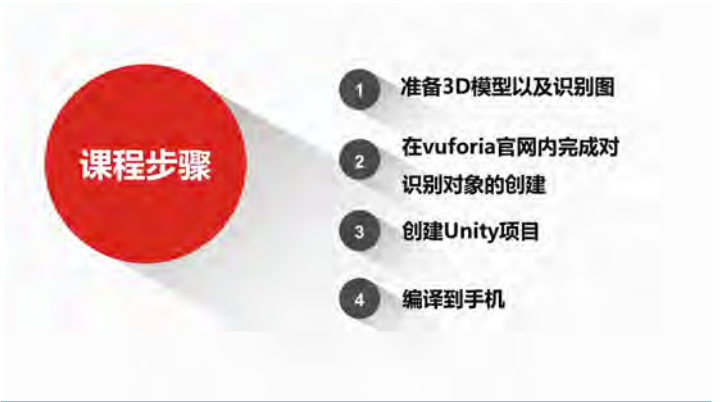 课程步骤
1 准备3D模型以及识别图
2 在vuforia官网内完成对
识别对象的创建
3 创建Unity项目
4 编译到手机